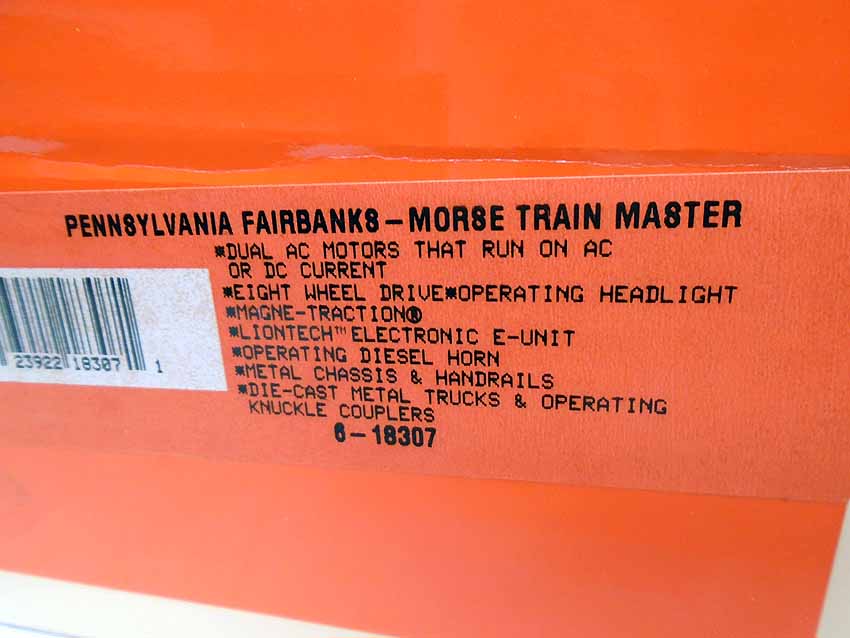 PENNSYLVANIA FAIRBANKS-MORSE TRAIN MASTER
*DUAL AC MOTORS THAT RUN ON AC
OR DC CURRENT
*EIGHT WHEEL DRIVE*OPERATING HEADLIGHT
*MAGNE-TRACTION®
*LIONTECH™ ELECTRONIC E-UNIT
*OPERATING DIESEL HORN
*METAL CHASSIS & HANDRAILS
*DIE-CAST METAL TRUCKS & OPERATING
KNUCKLE COUPLERS
6-18307
23922 18307 1